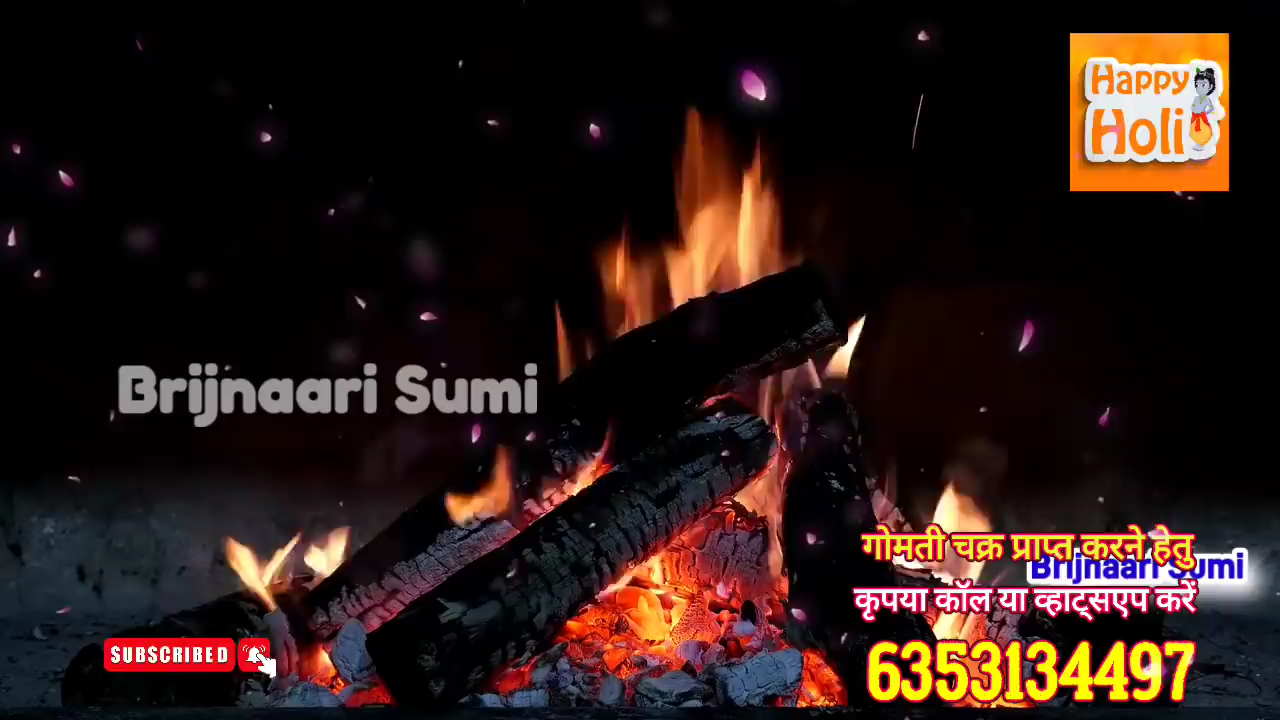 Happy
Holi
Brijnaari Sumi
गोमती चक्र प्राप्त करने हेतु
Brijnaari Sumi
कृपया कॉल या व्हाट्सएप करें
SUBSCRIBED
6353134497